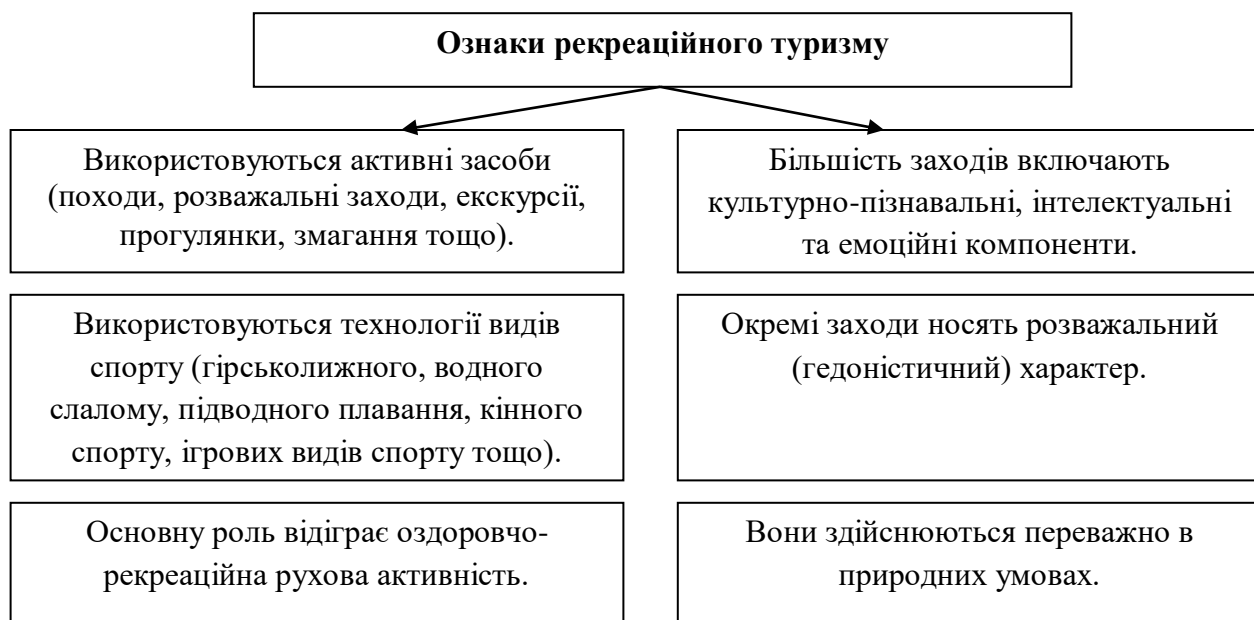 Ознаки рекреаційного туризму
Використовуються активні засоби
(походи, розважальні заходи, екскурсії,
прогулянки, змагання тощо).
Більшість заходів включають
культурно-пізнавальні, інтелектуальні
та емоційні компоненти.
Використовуються технології видів
спорту (гірськолижного, водного
слалому, підводного плавання, кінного
спорту, ігрових видів спорту тощо).
Окремі заходи носять розважальний
(гедоністичний) характер.
Основну роль відіграє оздоровчо-
рекреаційна рухова активність.
Вони здійснюються переважно в
природних умовах.